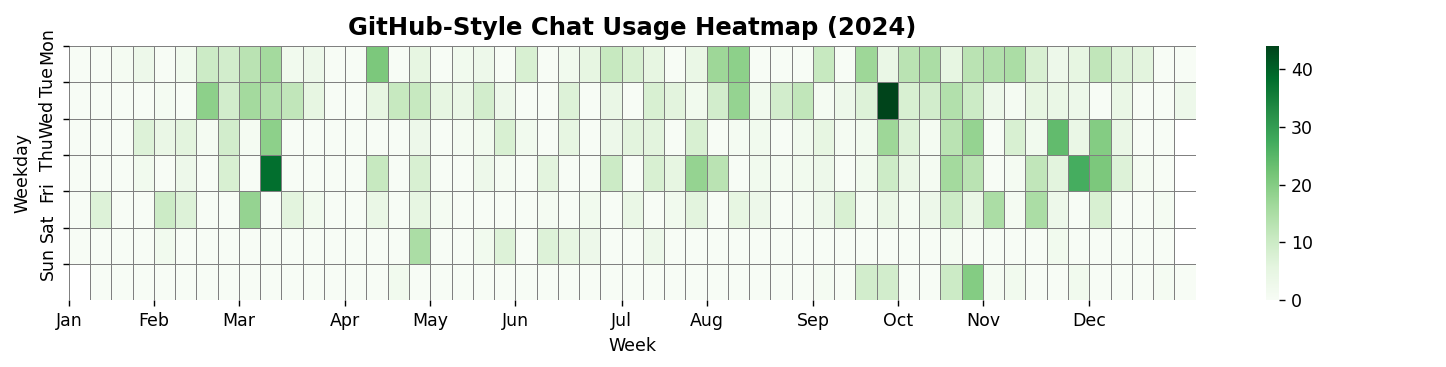 GitHub-Style Chat Usage Heatmap (2024)
Weekday
Mon
Tue
Wed
Thu
Fri
Sat
Sun
40
30
20
10
0
Jan Feb Mar Apr May Jun Jul Aug Sep Oct Nov Dec
Week